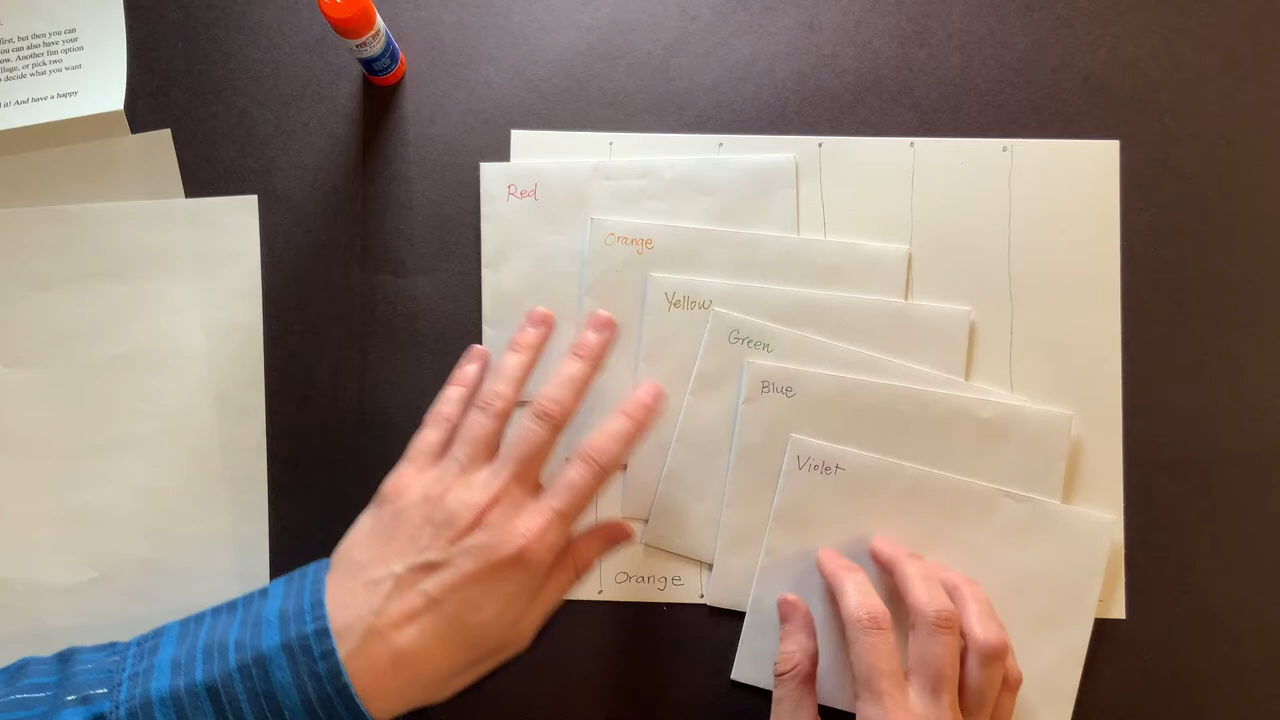 first, but then you can
ou can also have your
ow. Another fun option
llage, or pick two
decide what you want
it! And have a happy
Red
Orange
Yellow
Green
Blue
Violet
Orange